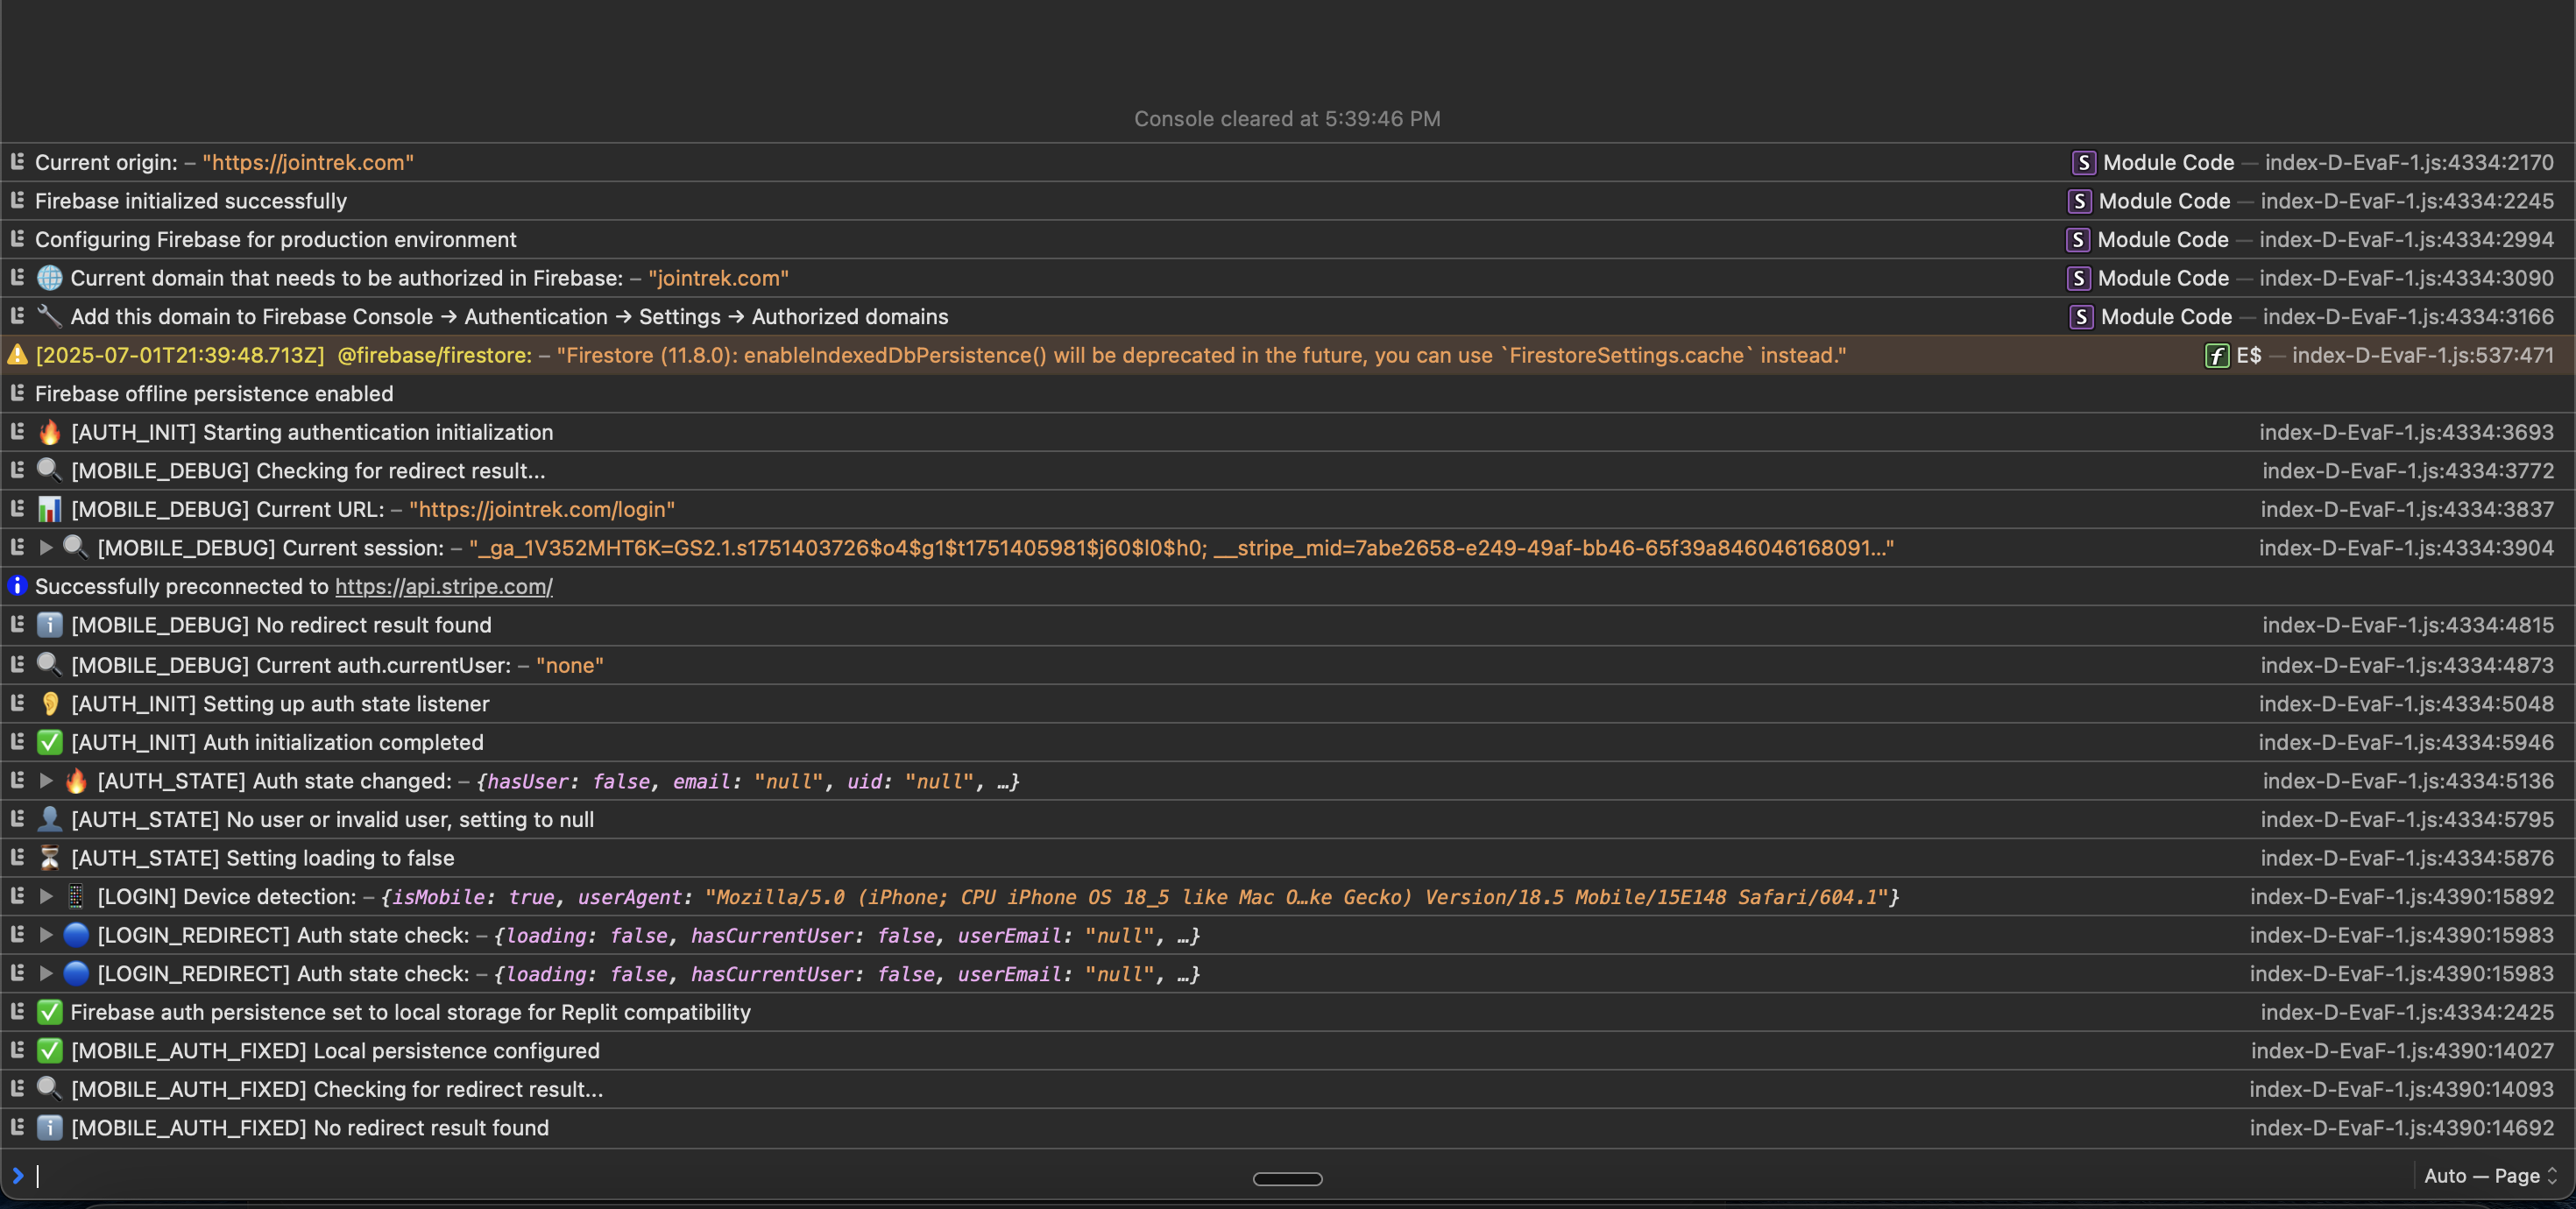 Console cleared at 5:39:46 PM
Current origin: – "https://jointrek.com" S Module Code — index-D-EvaF-1.js:4334:2170
Firebase initialized successfully S Module Code — index-D-EvaF-1.js:4334:2245
Configuring Firebase for production environment S Module Code — index-D-EvaF-1.js:4334:2994
🌐 Current domain that needs to be authorized in Firebase: – "jointrek.com" S Module Code — index-D-EvaF-1.js:4334:3090
🔧 Add this domain to Firebase Console → Authentication → Settings → Authorized domains S Module Code — index-D-EvaF-1.js:4334:3166
[2025-07-01T21:39:48.713Z] @firebase/firestore: – "Firestore (11.8.0): enableIndexedDbPersistence() will be deprecated in the future, you can use `FirestoreSettings.cache` instead." f E$ — index-D-EvaF-1.js:537:471
Firebase offline persistence enabled
🔥 [AUTH_INIT] Starting authentication initialization index-D-EvaF-1.js:4334:3693
🔍 [MOBILE_DEBUG] Checking for redirect result... index-D-EvaF-1.js:4334:3772
📊 [MOBILE_DEBUG] Current URL: – "https://jointrek.com/login" index-D-EvaF-1.js:4334:3837
🔍 [MOBILE_DEBUG] Current session: – "_ga_1V352MHT6K=GS2.1.s1751403726$o4$g1$t1751405981$j60$l0$h0; __stripe_mid=7abe2658-e249-49af-bb46-65f39a846046168091…" index-D-EvaF-1.js:4334:3904
Successfully preconnected to https://api.stripe.com/
ℹ️ [MOBILE_DEBUG] No redirect result found index-D-EvaF-1.js:4334:4815
🔍 [MOBILE_DEBUG] Current auth.currentUser: – "none" index-D-EvaF-1.js:4334:4873
👂 [AUTH_INIT] Setting up auth state listener index-D-EvaF-1.js:4334:5048
✅ [AUTH_INIT] Auth initialization completed index-D-EvaF-1.js:4334:5946
🔥 [AUTH_STATE] Auth state changed: – {hasUser: false, email: "null", uid: "null", …} index-D-EvaF-1.js:4334:5136
👤 [AUTH_STATE] No user or invalid user, setting to null index-D-EvaF-1.js:4334:5795
⏳ [AUTH_STATE] Setting loading to false index-D-EvaF-1.js:4334:5876
📱 [LOGIN] Device detection: – {isMobile: true, userAgent: "Mozilla/5.0 (iPhone; CPU iPhone OS 18_5 like Mac O…ke Gecko) Version/18.5 Mobile/15E148 Safari/604.1"} index-D-EvaF-1.js:4390:15892
🔵 [LOGIN_REDIRECT] Auth state check: – {loading: false, hasCurrentUser: false, userEmail: "null", …} index-D-EvaF-1.js:4390:15983
🔵 [LOGIN_REDIRECT] Auth state check: – {loading: false, hasCurrentUser: false, userEmail: "null", …} index-D-EvaF-1.js:4390:15983
✅ Firebase auth persistence set to local storage for Replit compatibility index-D-EvaF-1.js:4334:2425
✅ [MOBILE_AUTH_FIXED] Local persistence configured index-D-EvaF-1.js:4390:14027
🔍 [MOBILE_AUTH_FIXED] Checking for redirect result... index-D-EvaF-1.js:4390:14093
ℹ️ [MOBILE_AUTH_FIXED] No redirect result found index-D-EvaF-1.js:4390:14692
Auto — Page